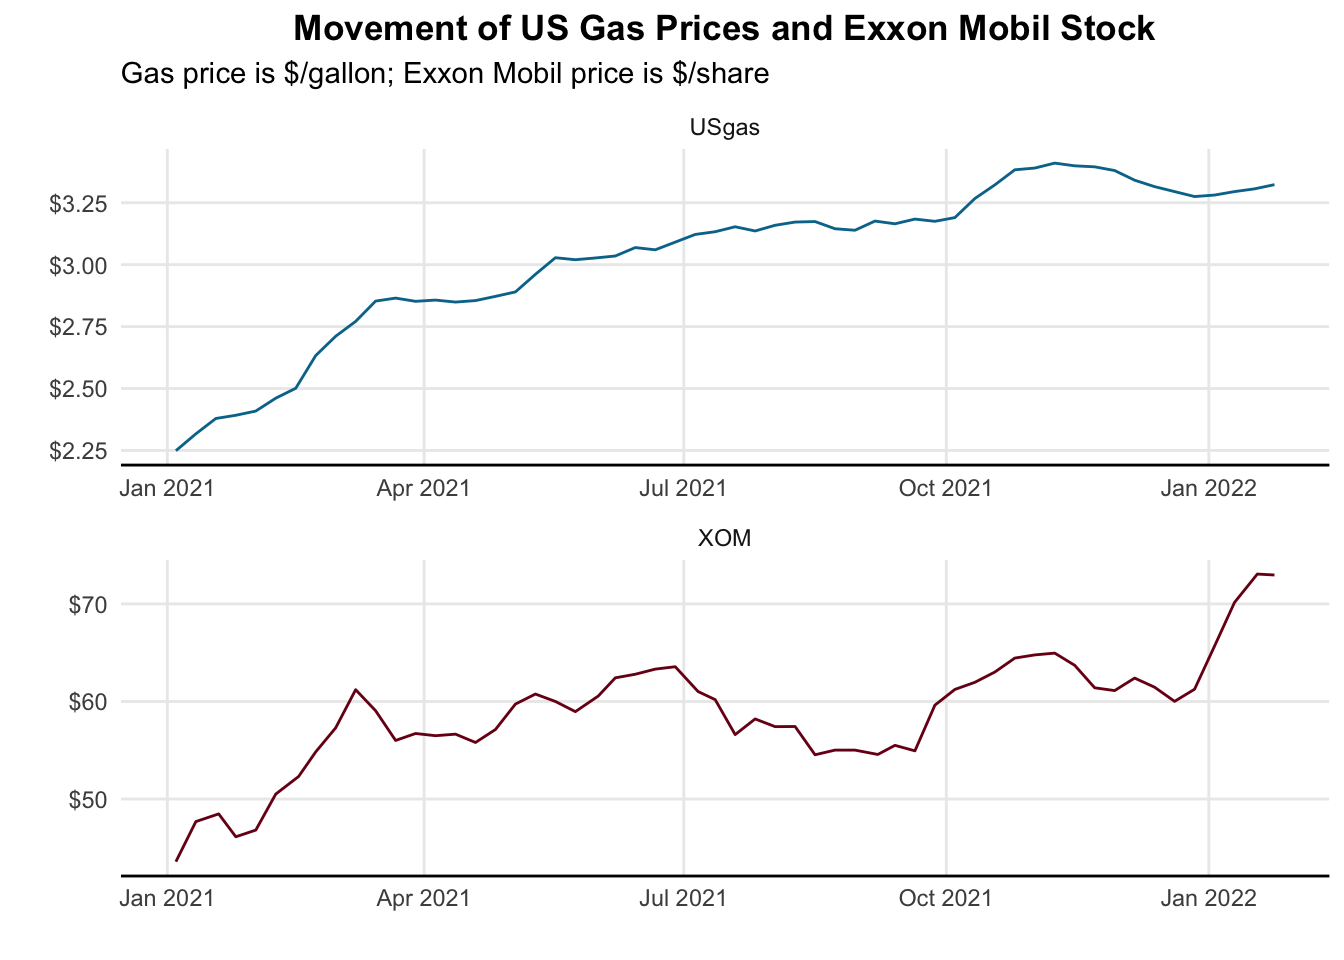 Movement of US Gas Prices and Exxon Mobil Stock
Gas price is $/gallon; Exxon Mobil price is $/share
USgas
$3.25
$3.00
$2.75
$2.50
$2.25
Jan 2021 Apr 2021 Jul 2021 Oct 2021 Jan 2022
XOM
$70
$60
$50
Jan 2021 Apr 2021 Jul 2021 Oct 2021 Jan 2022